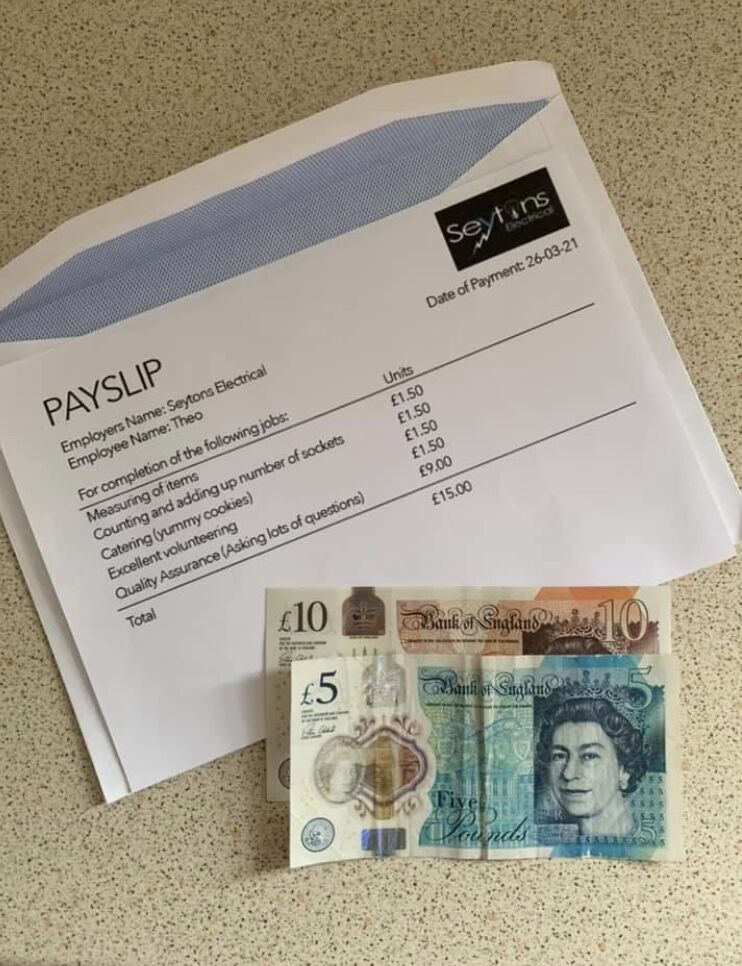 Seytons
Electrical
Date of Payment: 26-03-21
PAYSLIP
Employers Name: Seytons Electrical
Employee Name: Theo
For completion of the following jobs: Units
Measuring of items £1.50
Counting and adding up number of sockets £1.50
Catering (yummy cookies) £1.50
Excellent volunteering £1.50
Quality Assurance (Asking lots of questions) £9.00
Total £15.00
£10 Bank of England 10
£5 Bank of England 5
Five
Pounds
5